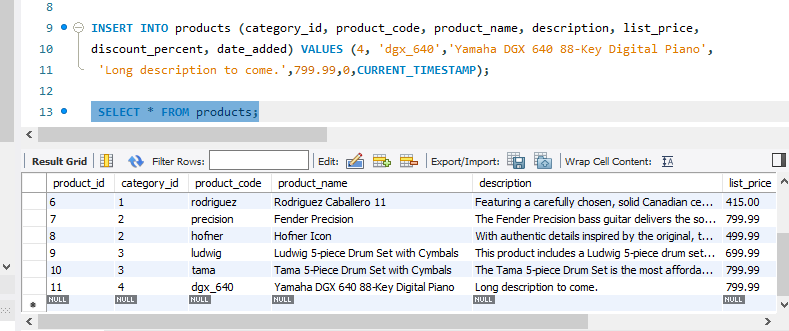 8
9 INSERT INTO products (category_id, product_code, product_name, description, list_price,
10 discount_percent, date_added) VALUES (4, 'dgx_640','Yamaha DGX 640 88-Key Digital Piano',
11 'Long description to come.',799.99,0,CURRENT_TIMESTAMP);
12
13 SELECT * FROM products;
Result Grid Filter Rows: Edit: Export/Import: Wrap Cell Content: IA
product_id category_id product_code product_name description list_price
6 1 rodriguez Rodriguez Caballero 11 Featuring a carefully chosen, solid Canadian ce... 415.00
7 2 precision Fender Precision The Fender Precision bass guitar delivers the so... 799.99
8 2 hofner Hofner Icon With authentic details inspired by the original, t... 499.99
9 3 ludwig Ludwig 5-piece Drum Set with Cymbals This product includes a Ludwig 5-piece drum set... 699.99
10 3 tama Tama 5-Piece Drum Set with Cymbals The Tama 5-piece Drum Set is the most afforda... 799.99
11 4 dgx_640 Yamaha DGX 640 88-Key Digital Piano Long description to come. 799.99
NULL NULL NULL NULL NULL NULL